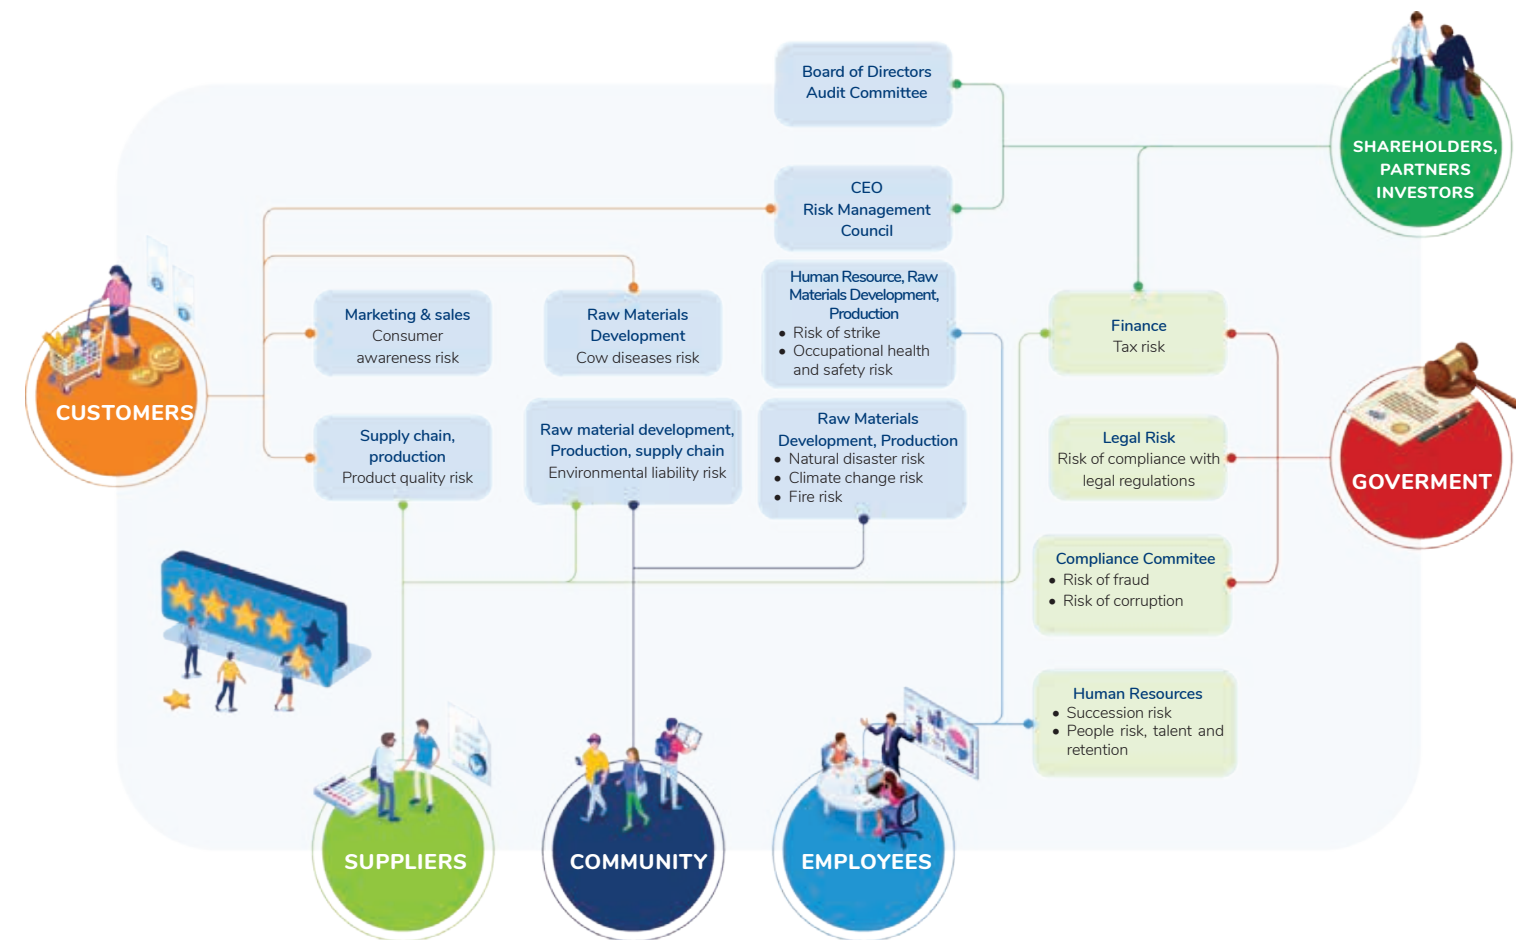 Board of Directors
Audit Committee
SHAREHOLDERS,
PARTNERS
INVESTORS
CEO
Risk Management
Council
Human Resource, Raw
Materials Development,
Production
• Risk of strike
• Occupational health
and safety risk
Marketing & sales
Consumer
awareness risk
Raw Materials
Development
Cow diseases risk
Finance
Tax risk
CUSTOMERS
Supply chain,
production
Product quality risk
Raw material development,
Production, supply chain
Environmental liability risk
Raw Materials
Development, Production
• Natural disaster risk
• Climate change risk
• Fire risk
Legal Risk
Risk of compliance with
legal regulations
GOVERMENT
Compliance Commitee
• Risk of fraud
• Risk of corruption
Human Resources
• Succession risk
• People risk, talent and
retention
SUPPLIERS
COMMUNITY
EMPLOYEES